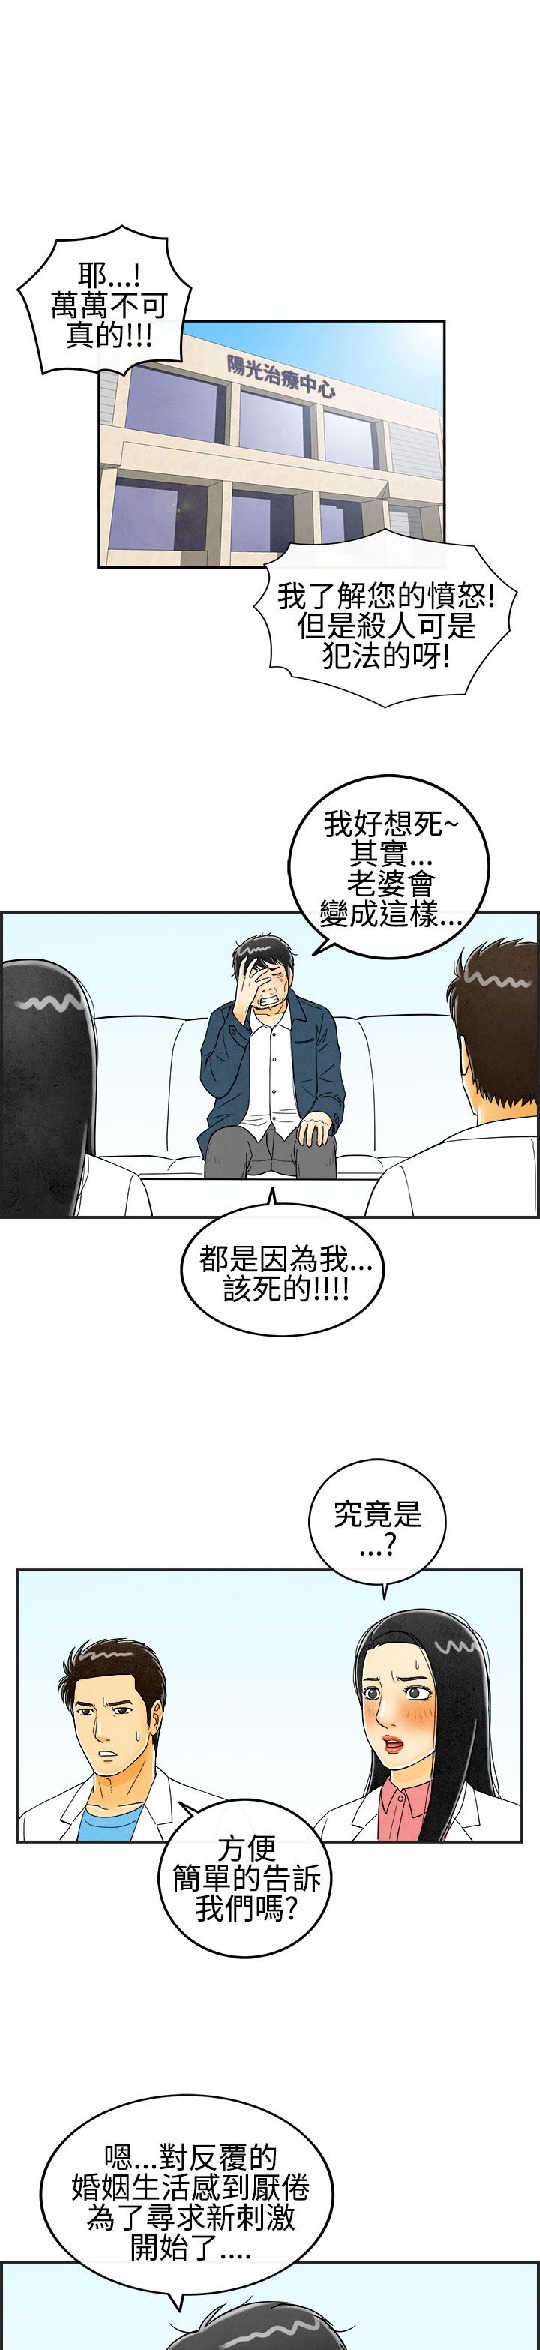 耶...!
萬萬不可
真的!!!
陽光治療中心
我了解您的憤怒!
但是殺人可是
犯法的呀!
我好想死~
其實...
老婆會
變成這樣...
都是因為我...
該死的!!!!
究竟是
...?
方便
簡單的告訴
我們嗎?
嗯...對反覆的
婚姻生活感到厭倦
為了尋求新刺激
開始了....